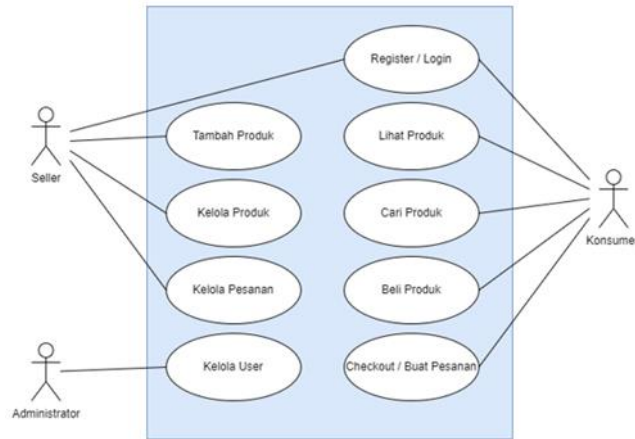 Register / Login
Tambah Produk
Lihat Produk
Seller
Kelola Produk
Cari Produk
Konsume
Kelola Pesanan
Beli Produk
Kelola User
Checkout / Buat Pesanan
Administrator